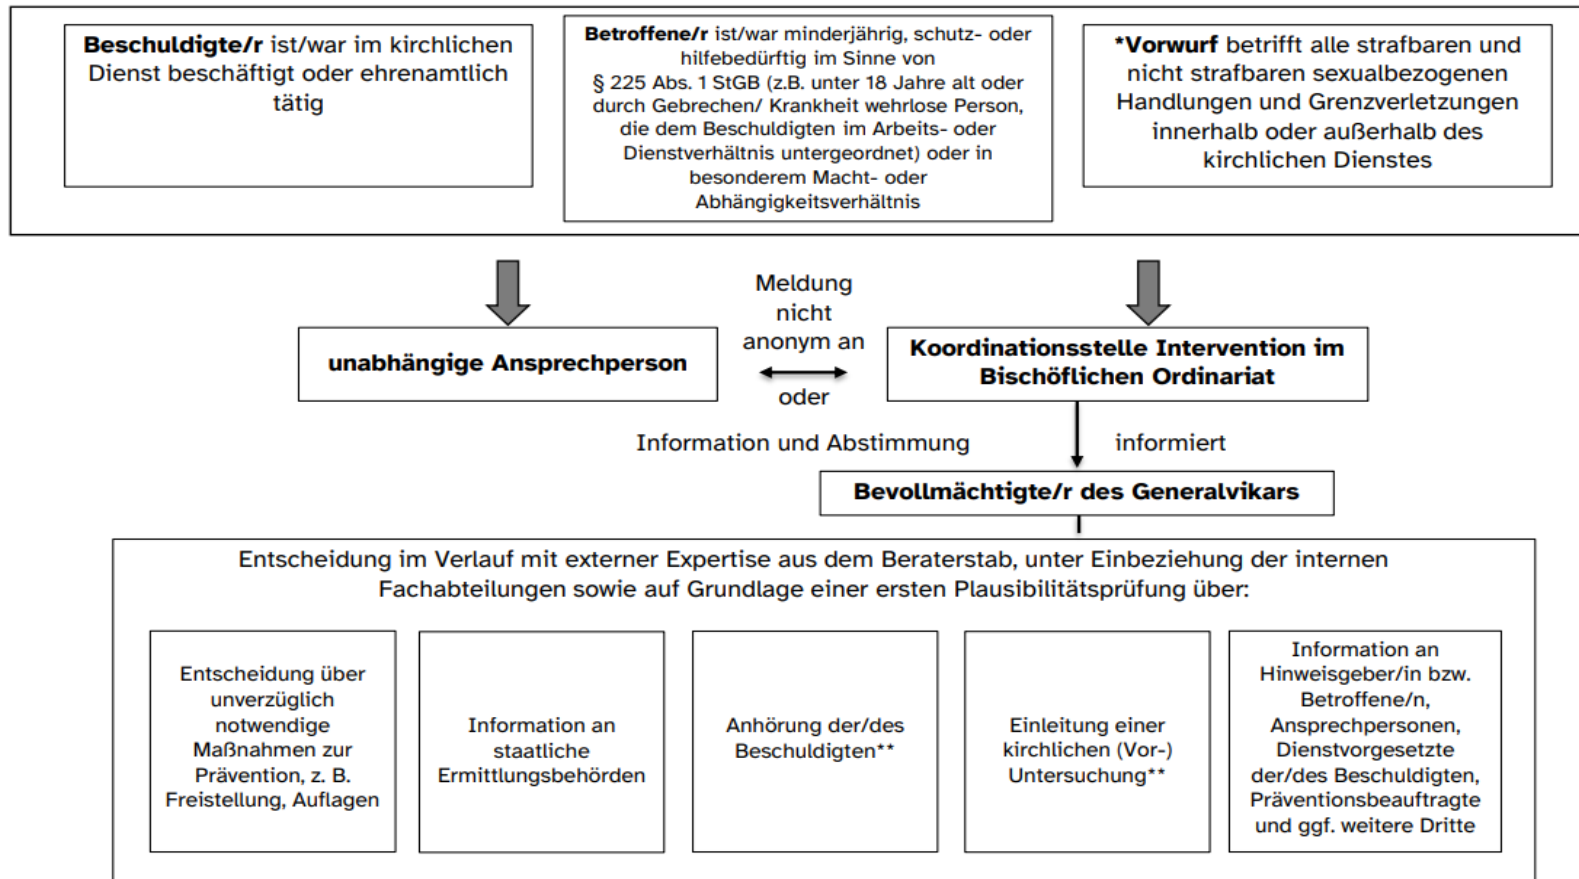 Beschuldigte/r ist/war im kirchlichen
Dienst beschäftigt oder ehrenamtlich
tätig
Betroffene/r ist/war minderjährig, schutz- oder
hilfebedürftig im Sinne von
§ 225 Abs. 1 StGB (z.B. unter 18 Jahre alt oder
durch Gebrechen/ Krankheit wehrlose Person,
die dem Beschuldigten im Arbeits- oder
Dienstverhältnis untergeordnet) oder in
besonderem Macht- oder
Abhängigkeitsverhältnis
*Vorwurf betrifft alle strafbaren und
nicht strafbaren sexualbezogenen
Handlungen und Grenzverletzungen
innerhalb oder außerhalb des
kirchlichen Dienstes
unabhängige Ansprechperson
Meldung
nicht
anonym an
oder
Koordinationsstelle Intervention im
Bischöflichen Ordinariat
Information und Abstimmung
informiert
Bevollmächtigte/r des Generalvikars
Entscheidung im Verlauf mit externer Expertise aus dem Beraterstab, unter Einbeziehung der internen
Fachabteilungen sowie auf Grundlage einer ersten Plausibilitätsprüfung über:
Entscheidung über
unverzüglich
notwendige
Maßnahmen zur
Prävention, z. B.
Freistellung, Auflagen
Information an
staatliche
Ermittlungsbehörden
Anhörung der/des
Beschuldigten**
Einleitung einer
kirchlichen (Vor-)
Untersuchung**
Information an
Hinweisgeber/in bzw.
Betroffene/n,
Ansprechpersonen,
Dienstvorgesetzte
der/des Beschuldigten,
Präventionsbeauftragte
und ggf. weitere Dritte